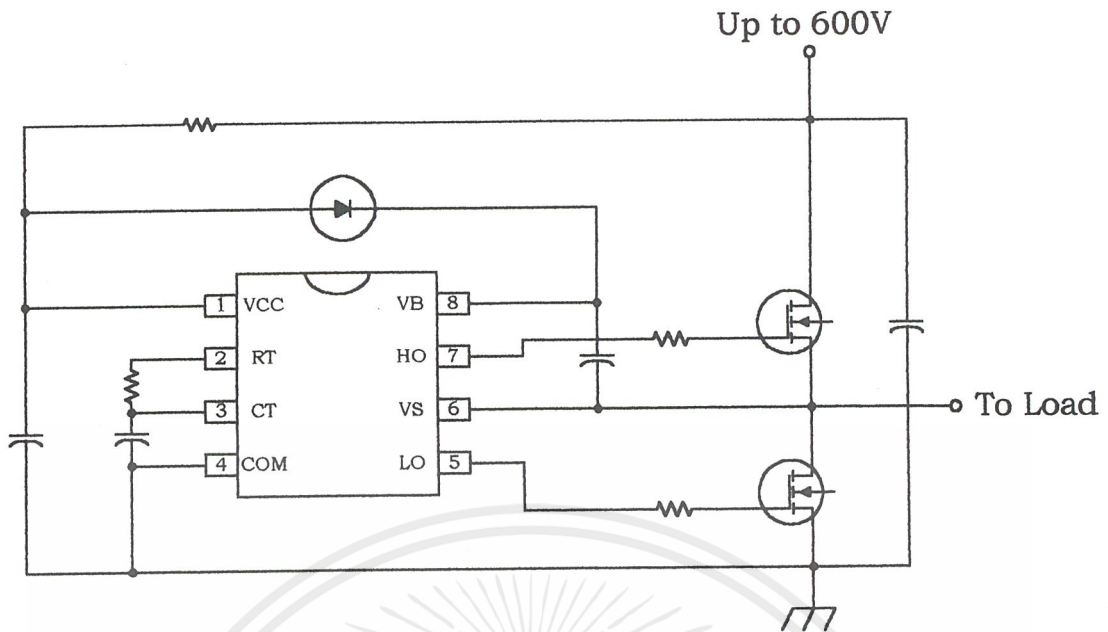 Up to 600V
1 VCC VB 8
2 RT HO 7
3 CT VS 6
To Load
4 COM LO 5